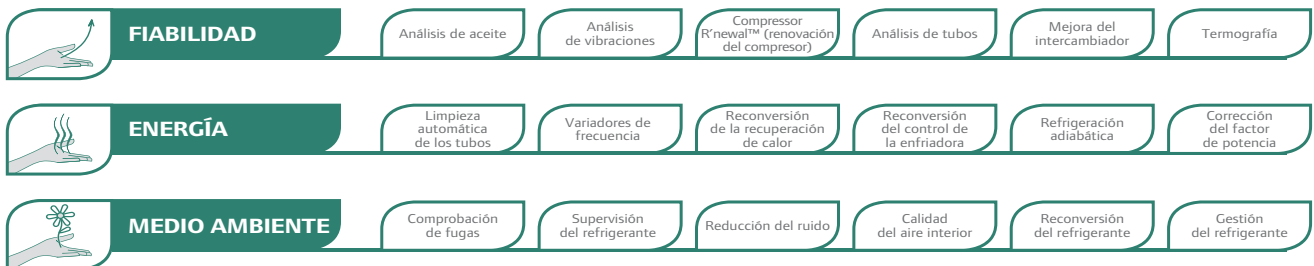 FIABILIDAD
Análisis de aceite
Análisis
de vibraciones
Compressor
R’newal™ (renovación
del compresor)
Análisis de tubos
Mejora del
intercambiador
Termografía
ENERGÍA
Limpieza
automática
de los tubos
Variadores de
frecuencia
Reconversión
de la recuperación
de calor
Reconversión
del control de
la enfriadora
Refrigeración
adiabática
Corrección
del factor
de potencia
MEDIO AMBIENTE
Comprobación
de fugas
Supervisión
del refrigerante
Reducción del ruido
Calidad
del aire interior
Reconversión
del refrigerante
Gestión
del refrigerante